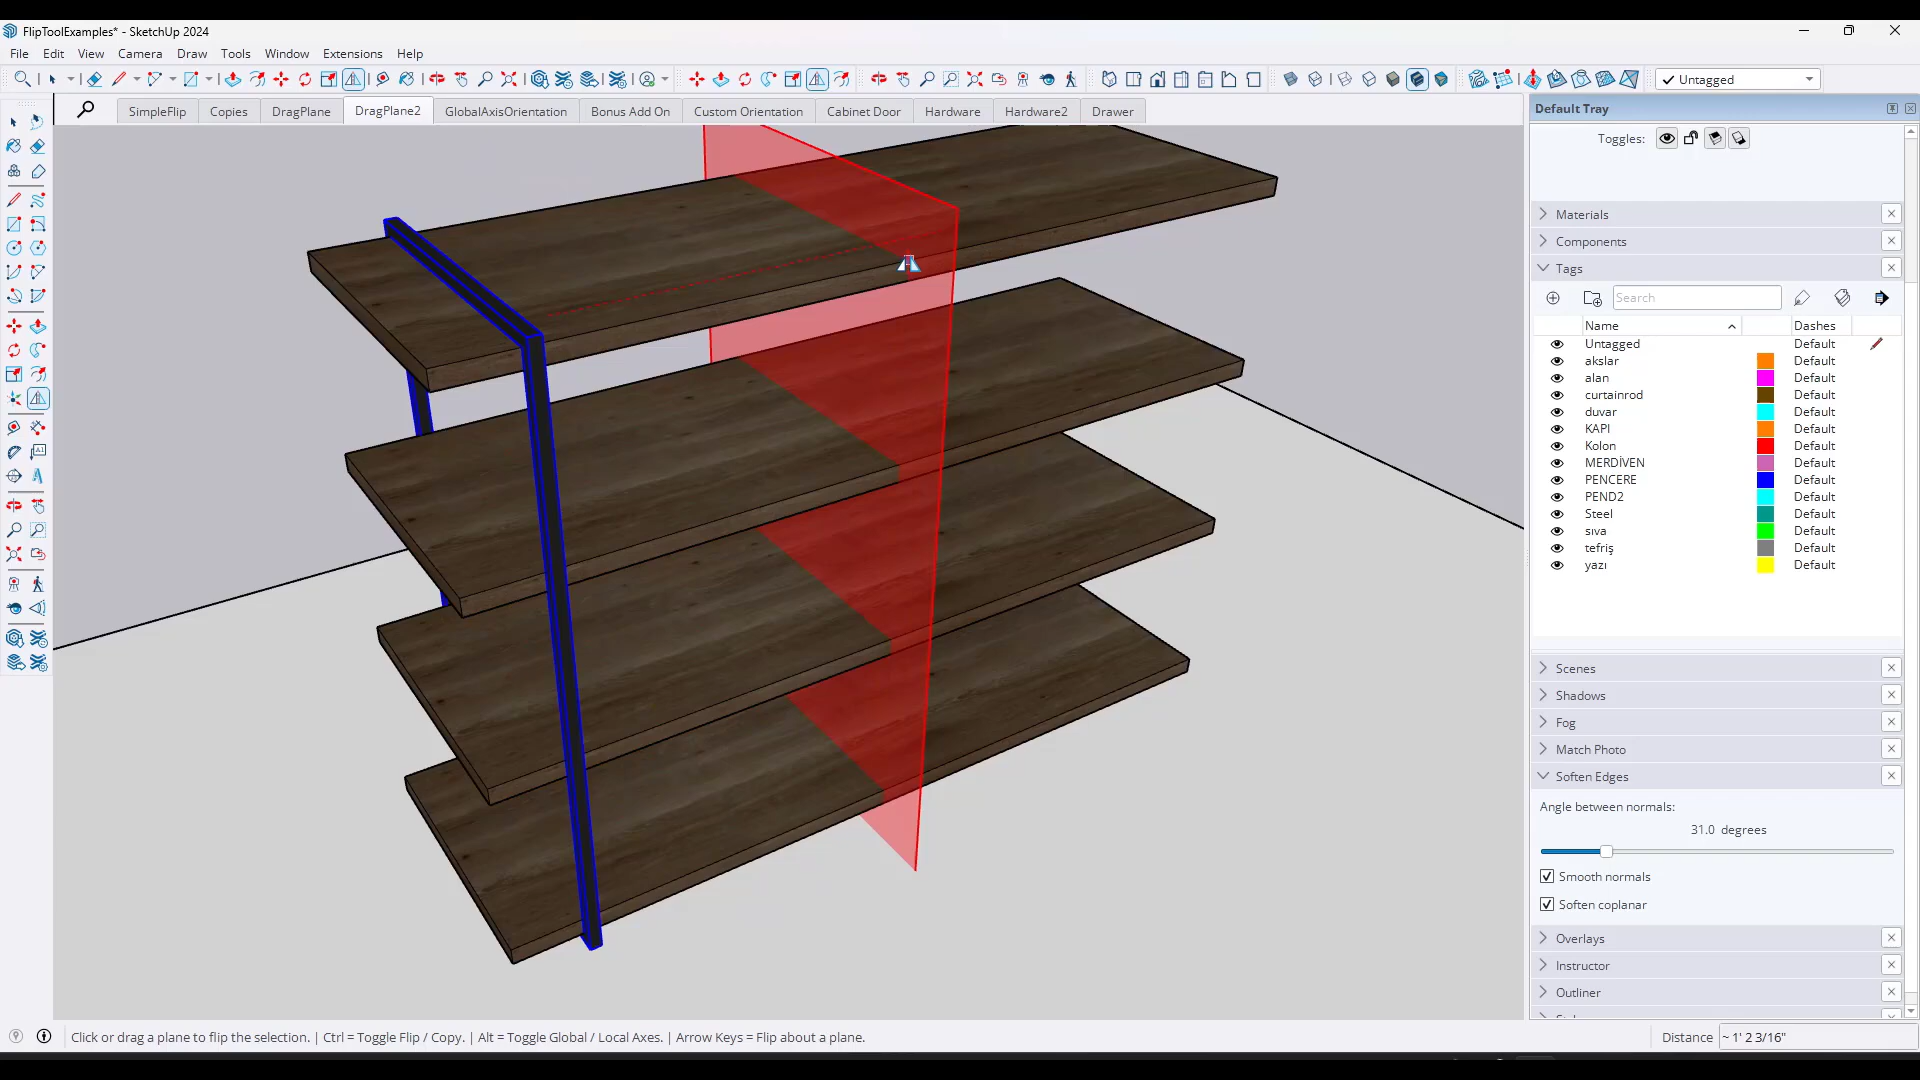 FlipToolExamples* - SketchUp 2024
File Edit View Camera Draw Tools Window Extensions Help
Untagged
SimpleFlip Copies DragPlane DragPlane2 GlobalAxisOrientation Bonus Add On Custom Orientation Cabinet Door Hardware Hardware2 Drawer
Default Tray
Toggles:
Materials
Components
Tags
Search
Name Dashes
Untagged Default
akslar Default
alan Default
curtainrod Default
duvar Default
KAPI Default
Kolon Default
MERDİVEN Default
PENCERE Default
PEND2 Default
Steel Default
sıva Default
tefriş Default
yazı Default
Scenes
Shadows
Fog
Match Photo
Soften Edges
Angle between normals:
31.0 degrees
Smooth normals
Soften coplanar
Overlays
Instructor
Outliner
Click or drag a plane to flip the selection. | Ctrl = Toggle Flip / Copy. | Alt = Toggle Global / Local Axes. | Arrow Keys = Flip about a plane.
Distance ~ 1' 2 3/16"